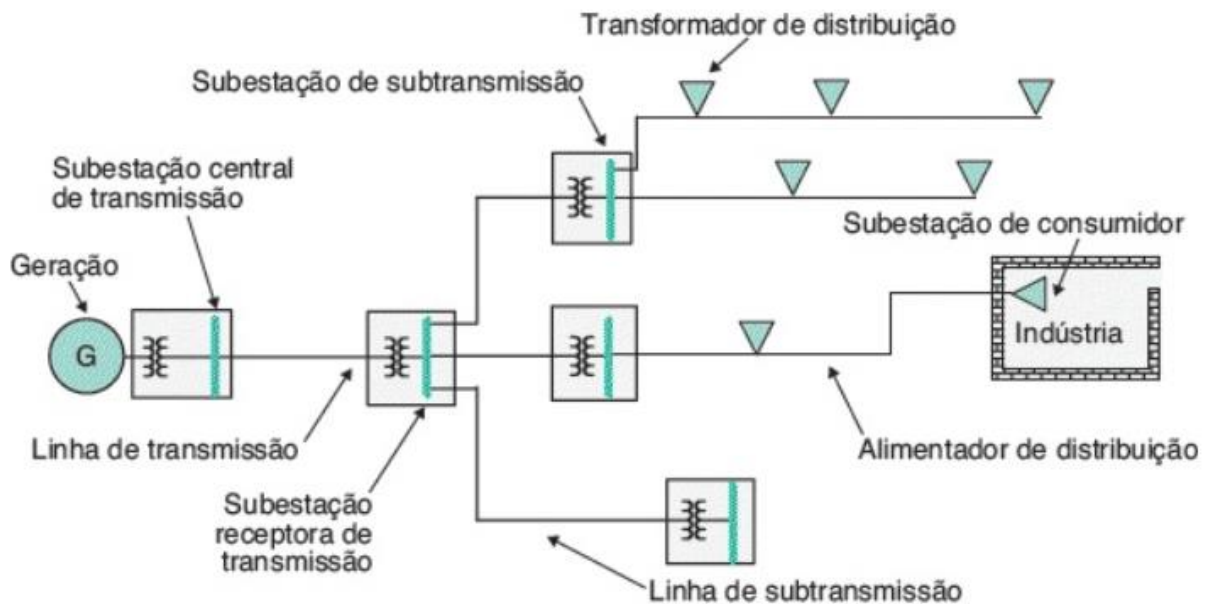 Transformador de distribuição
Subestação de subtransmissão
Subestação central
de transmissão
Subestação de consumidor
Geração
G
Indústria
Linha de transmissão
Alimentador de distribuição
Subestação
receptora de
transmissão
Linha de subtransmissão